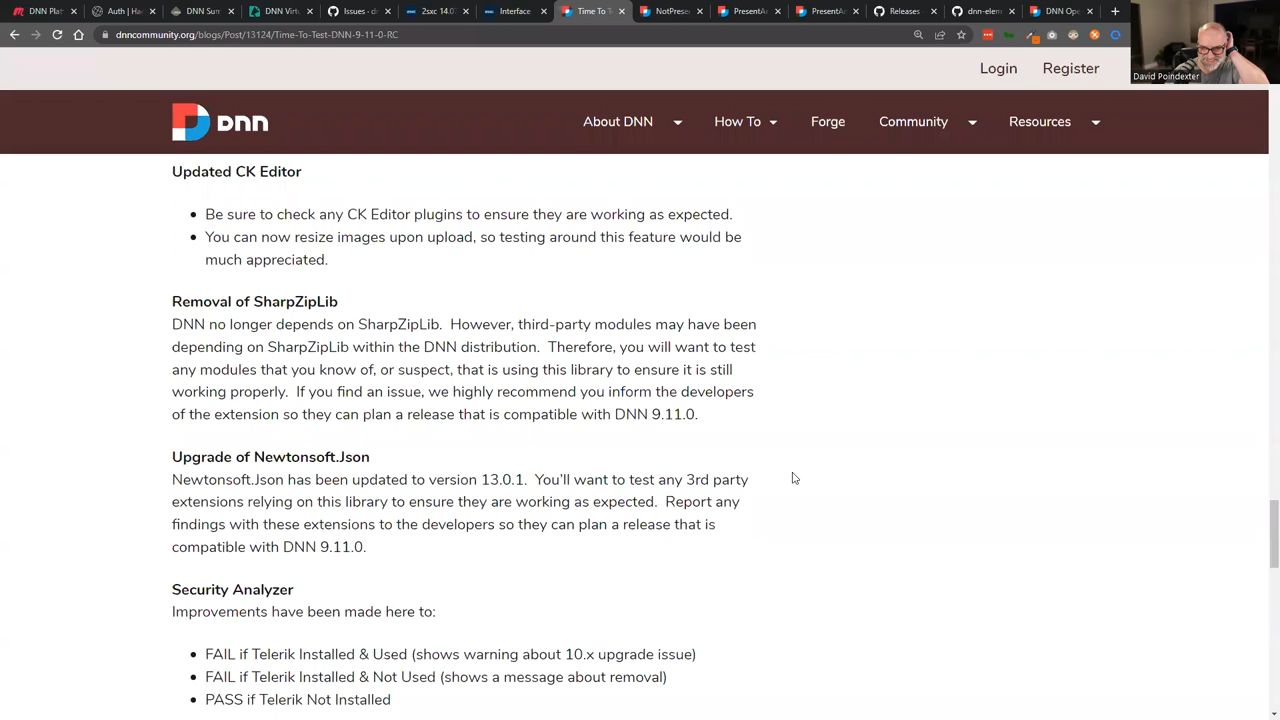 DNN Plat
Auth | Hac
DNN Sum
DNN Virtu
Issues · dn
2sxc 14.07
Interface
Time To T
NotPrese
PresentA
PresentA
Releases
dnn-elem
DNN Ope
dnncommunity.org/blogs/Post/13124/Time-To-Test-DNN-9-11-0-RC
David Poindexter
Login Register
DNN
About DNN How To Forge Community Resources
Updated CK Editor
• Be sure to check any CK Editor plugins to ensure they are working as expected.
• You can now resize images upon upload, so testing around this feature would be
much appreciated.
Removal of SharpZipLib
DNN no longer depends on SharpZipLib. However, third-party modules may have been
depending on SharpZipLib within the DNN distribution. Therefore, you will want to test
any modules that you know of, or suspect, that is using this library to ensure it is still
working properly. If you find an issue, we highly recommend you inform the developers
of the extension so they can plan a release that is compatible with DNN 9.11.0.
Upgrade of Newtonsoft.Json
Newtonsoft.Json has been updated to version 13.0.1. You'll want to test any 3rd party
extensions relying on this library to ensure they are working as expected. Report any
findings with these extensions to the developers so they can plan a release that is
compatible with DNN 9.11.0.
Security Analyzer
Improvements have been made here to:
• FAIL if Telerik Installed & Used (shows warning about 10.x upgrade issue)
• FAIL if Telerik Installed & Not Used (shows a message about removal)
• PASS if Telerik Not Installed